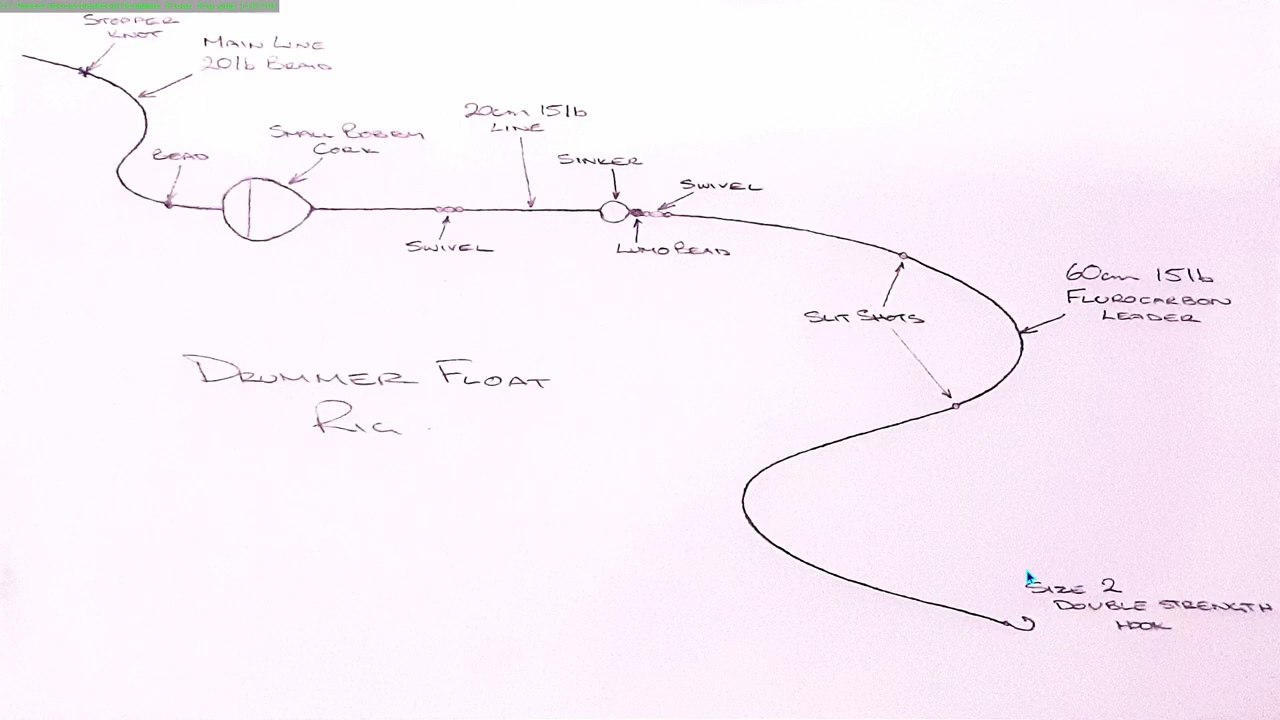 STOPPER
KNOT
MAIN LINE
20lb BRAID
BEAD
SMALL BOBBY
CORK
20cm 15lb
LINE
SINKER
SWIVEL
SWIVEL
LUMO BEAD
SLIT SHOTS
60cm 15lb
FLUROCARBON
LEADER
DRUMMER FLOAT
RIG.
SIZE 2
DOUBLE STRENGTH
HOOK